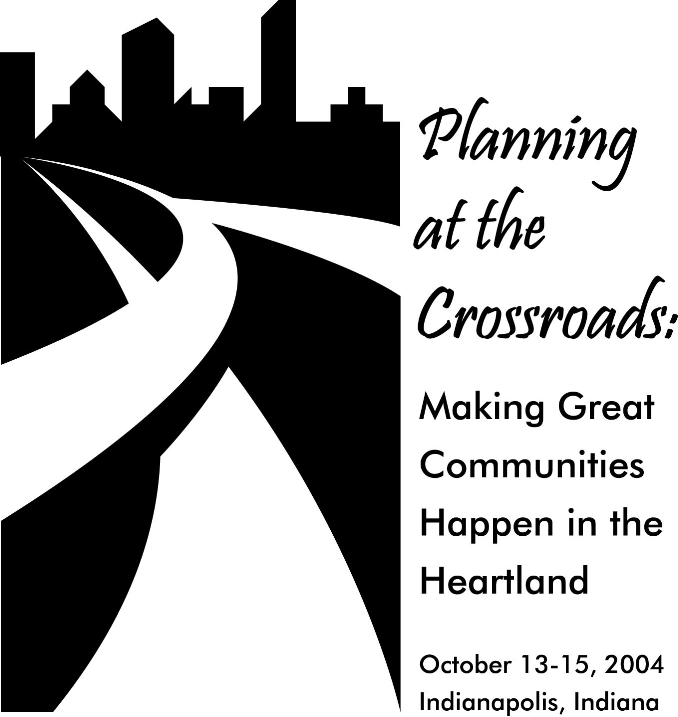 Planning
at the
Crossroads:
Making Great
Communities
Happen in the
Heartland
October 13-15, 2004
Indianapolis, Indiana